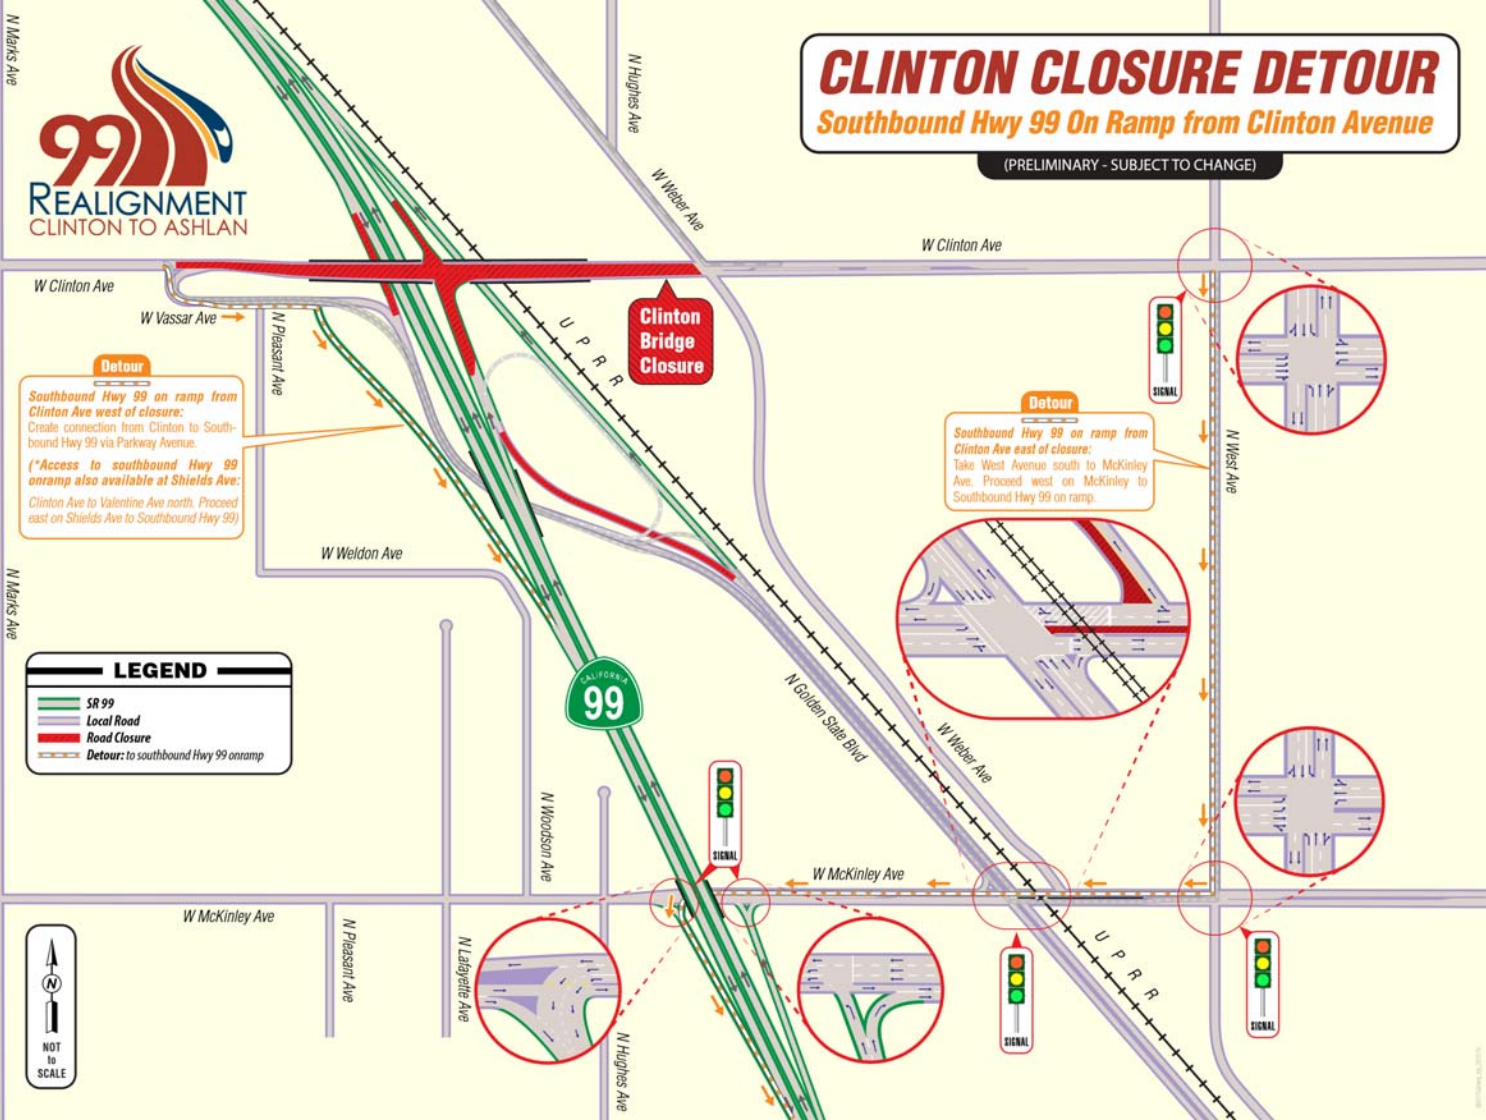 CLINTON CLOSURE DETOUR
Southbound Hwy 99 On Ramp from Clinton Avenue
(PRELIMINARY - SUBJECT TO CHANGE)
99
REALIGNMENT
CLINTON TO ASHLAN
N Marks Ave
N Hughes Ave
W Weber Ave
W Clinton Ave
W Clinton Ave
W Vassar Ave
N Pleasant Ave
U P R R
Clinton
Bridge
Closure
SIGNAL
N West Ave
Detour
Southbound Hwy 99 on ramp from
Clinton Ave west of closure:
Create connection from Clinton to South-
bound Hwy 99 via Parkway Avenue.
(*Access to southbound Hwy 99
onramp also available at Shields Ave:
Clinton Ave to Valentine Ave north. Proceed
east on Shields Ave to Southbound Hwy 99)
Detour
Southbound Hwy 99 on ramp from
Clinton Ave east of closure:
Take West Avenue south to McKinley
Ave. Proceed west on McKinley to
Southbound Hwy 99 on ramp.
W Weldon Ave
N Marks Ave
LEGEND
SR 99
Local Road
Road Closure
Detour: to southbound Hwy 99 onramp
CALIFORNIA
99
N Golden State Blvd
W Weber Ave
N Woodson Ave
SIGNAL
W McKinley Ave
W McKinley Ave
N Pleasant Ave
N Lafayette Ave
N Hughes Ave
U P R R
SIGNAL
SIGNAL
N
NOT
to
SCALE